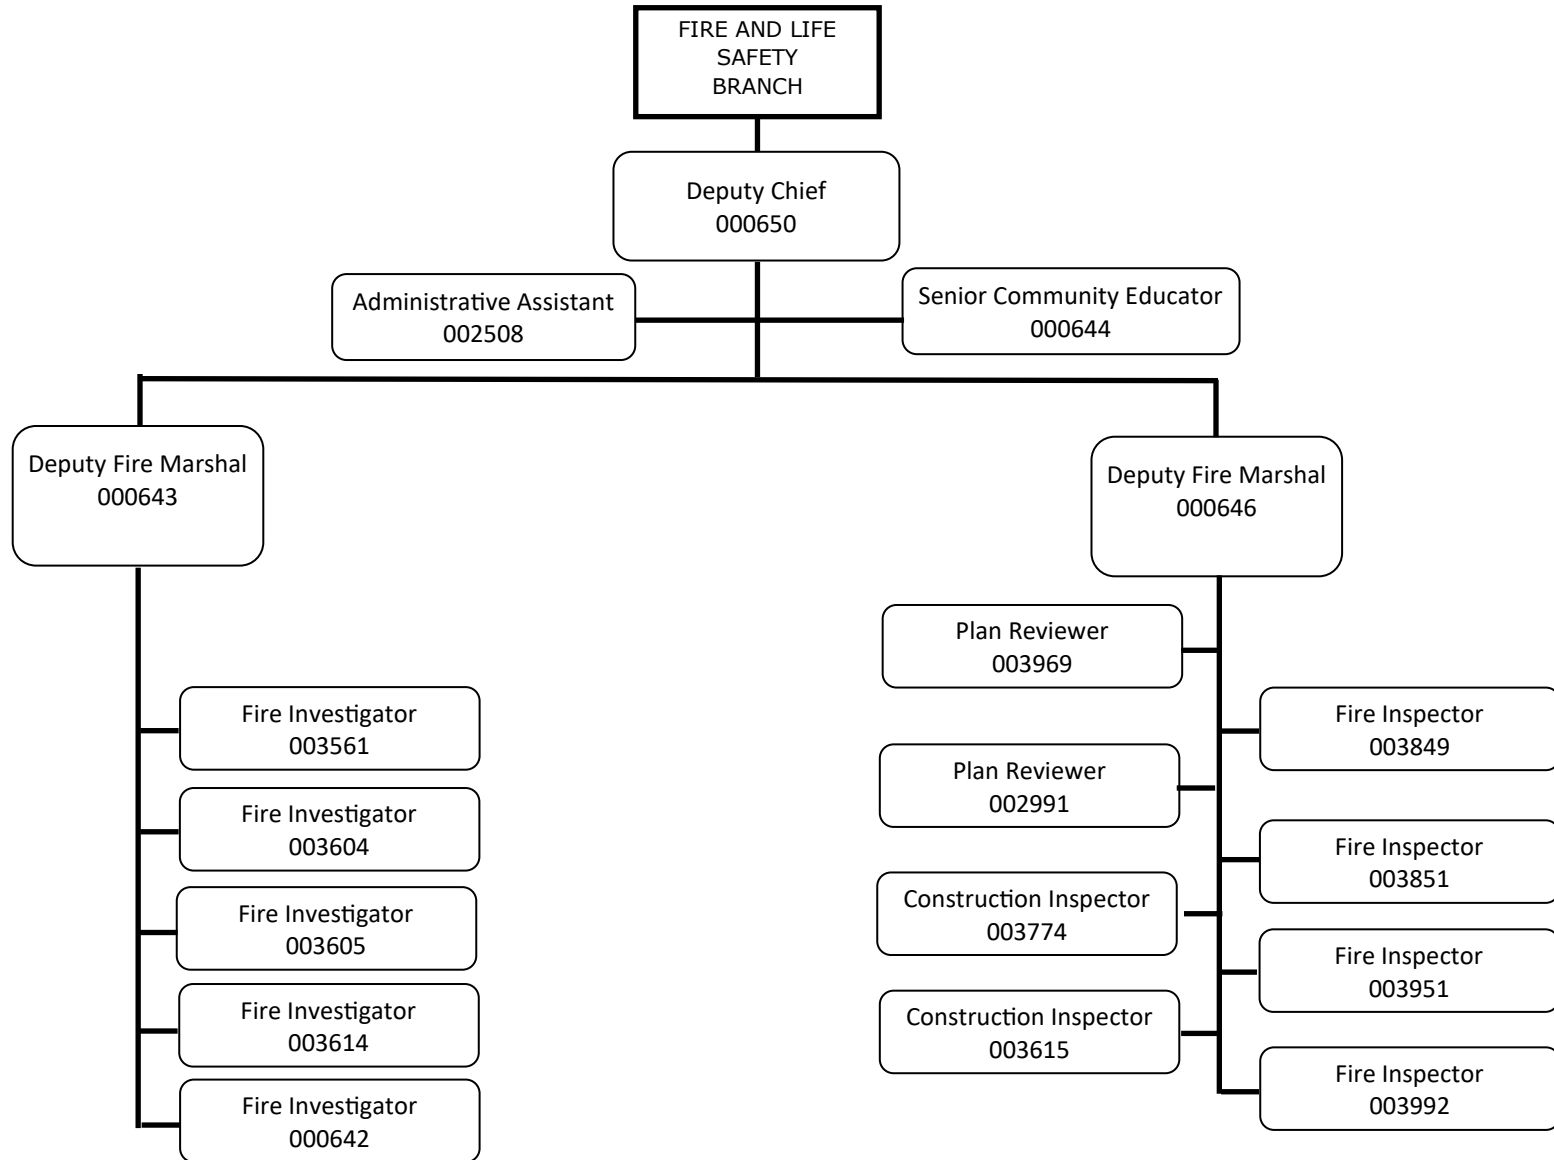 FIRE AND LIFE
SAFETY
BRANCH
Deputy Chief
000650
Administrative Assistant
002508
Senior Community Educator
000644
Deputy Fire Marshal
000643
Deputy Fire Marshal
000646
Fire Investigator
003561
Fire Investigator
003604
Fire Investigator
003605
Fire Investigator
003614
Fire Investigator
000642
Plan Reviewer
003969
Plan Reviewer
002991
Construction Inspector
003774
Construction Inspector
003615
Fire Inspector
003849
Fire Inspector
003851
Fire Inspector
003951
Fire Inspector
003992